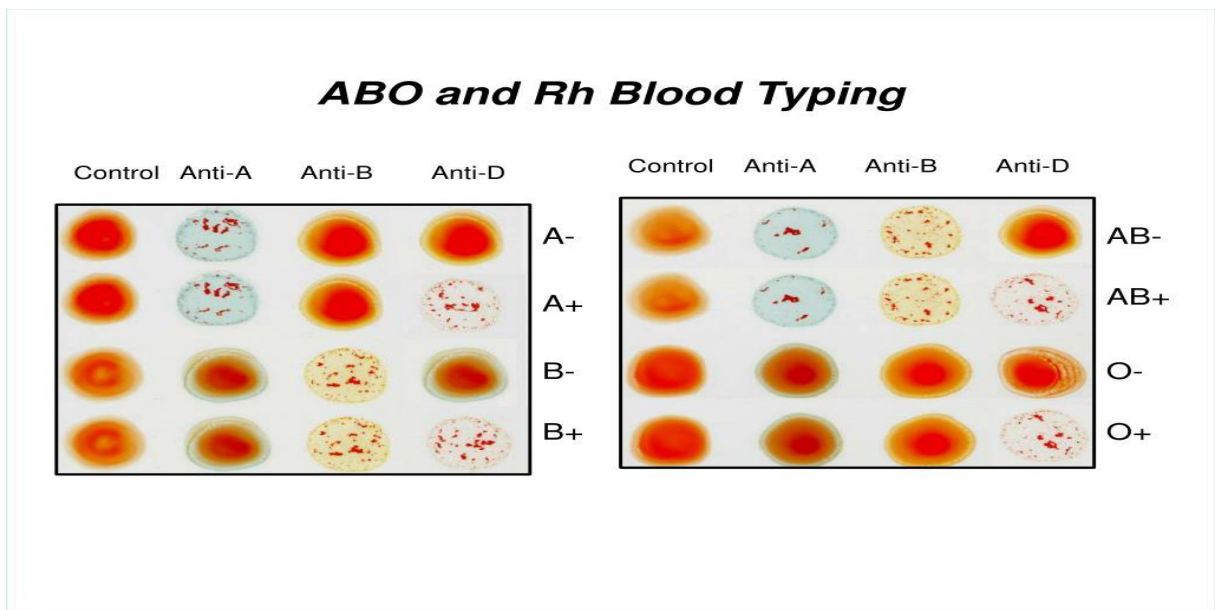 ABO and Rh Blood Typing
Control Anti-A Anti-B Anti-D
A-
A+
B-
B+
Control Anti-A Anti-B Anti-D
AB-
AB+
O-
O+